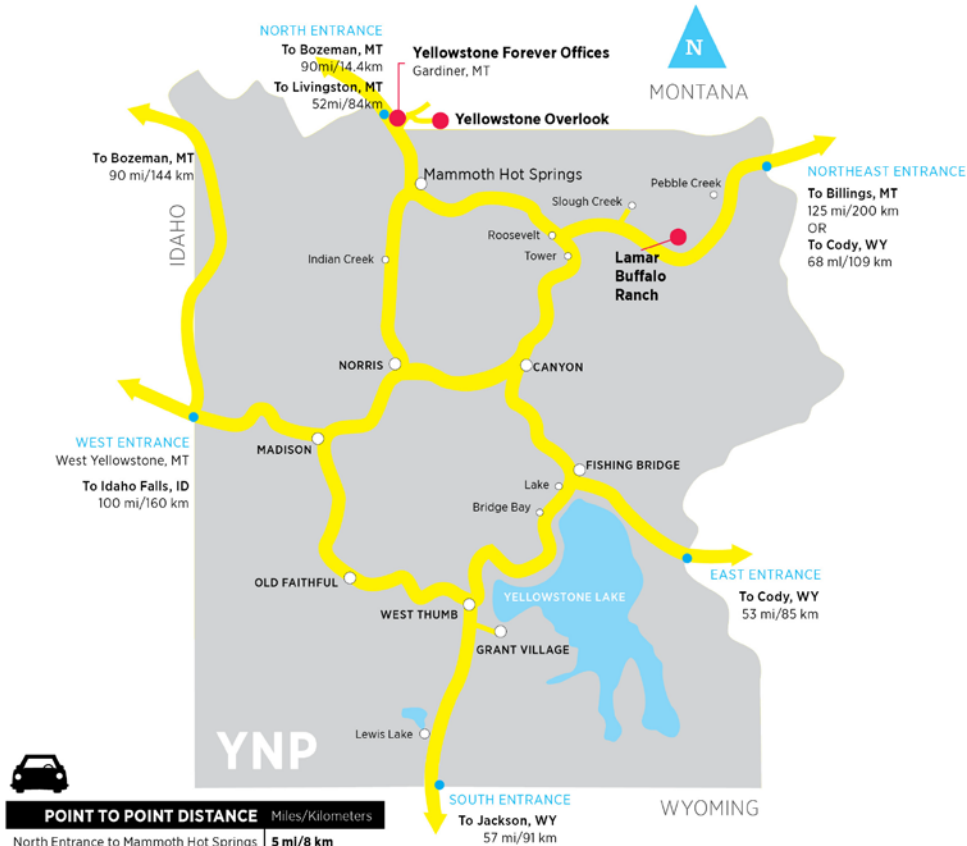 NORTH ENTRANCE
To Bozeman, MT
90mi/14.4km
To Livingston, MT
52mi/84km
Yellowstone Forever Offices
Gardiner, MT
Yellowstone Overlook
N
MONTANA
To Bozeman, MT
90 mi/144 km
IDAHO
Mammoth Hot Springs
Pebble Creek
Slough Creek
NORTHEAST ENTRANCE
To Billings, MT
125 mi/200 km
OR
To Cody, WY
68 ml/109 km
Roosevelt
Tower
Indian Creek
Lamar
Buffalo
Ranch
NORRIS
CANYON
WEST ENTRANCE
West Yellowstone, MT
To Idaho Falls, ID
100 mi/160 km
MADISON
FISHING BRIDGE
Lake
Bridge Bay
EAST ENTRANCE
To Cody, WY
53 mi/85 km
OLD FAITHFUL
YELLOWSTONE LAKE
WEST THUMB
GRANT VILLAGE
Lewis Lake
YNP
SOUTH ENTRANCE
To Jackson, WY
57 mi/91 km
WYOMING
POINT TO POINT DISTANCE Miles/Kilometers
North Entrance to Mammoth Hot Springs 5 mi/8 km